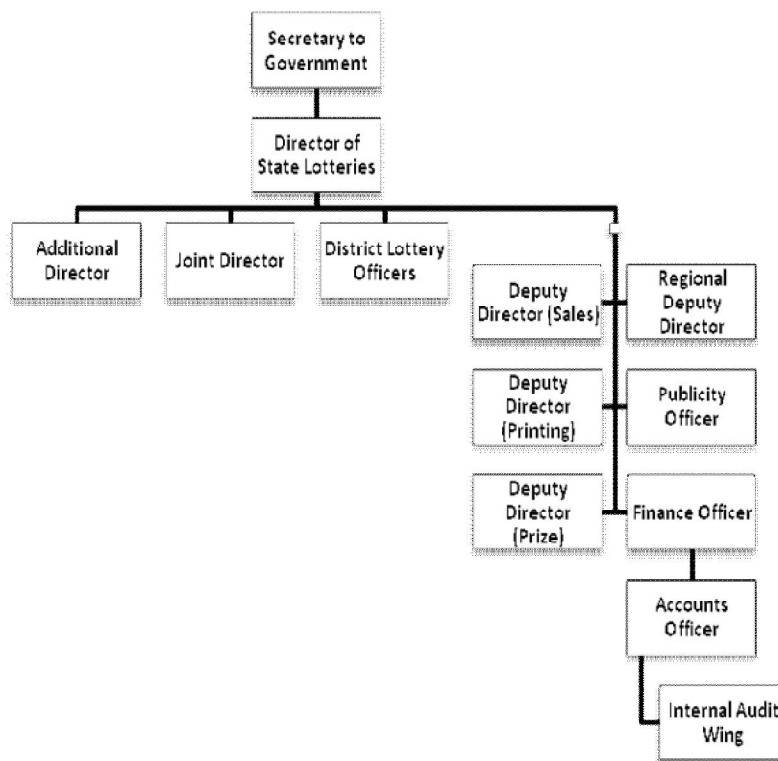 Secretary to
Government
Director of
State Lotteries
Additional
Director
Joint Director
District Lottery
Officers
Deputy
Director (Sales)
Regional
Deputy
Director
Deputy
Director
(Printing)
Publicity
Officer
Deputy
Director
(Prize)
Finance Officer
Accounts
Officer
Internal Audit
Wing